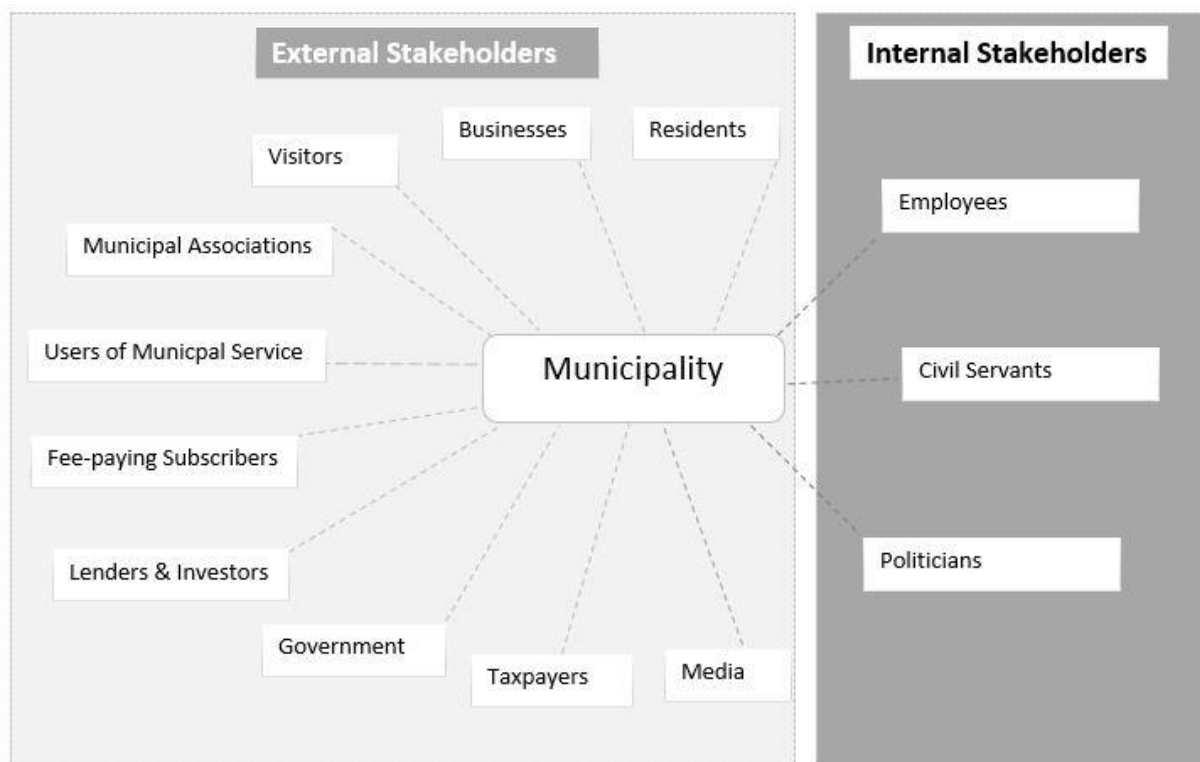 External Stakeholders
Internal Stakeholders
Businesses
Residents
Visitors
Employees
Municipal Associations
Users of Municpal Service
Municipality
Civil Servants
Fee-paying Subscribers
Lenders & Investors
Politicians
Government
Taxpayers
Media